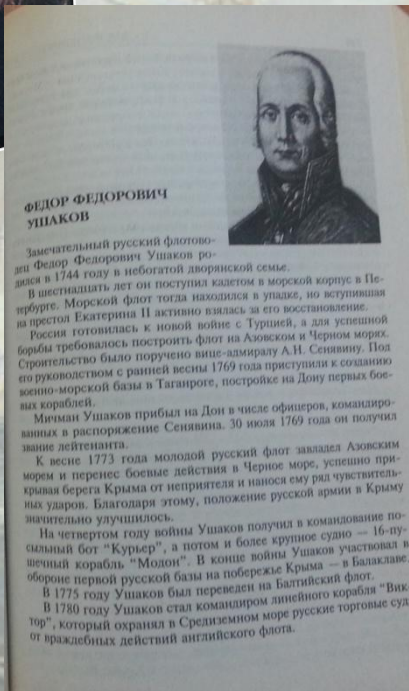 ФЕДОР ФЕДОРОВИЧ
УШАКОВ
Замечательный русский флотово-
дец Федор Федорович Ушаков ро-
дился в 1744 году в небогатой дворянской семье.
В шестнадцать лет он поступил кадетом в морской корпус в Пе-
тербурге. Морской флот тогда находился в упадке, но вступившая
на престол Екатерина II активно взялась за его восстановление.
Россия готовилась к новой войне с Турцией, а для успешной
борьбы требовалось построить флот на Азовском и Черном морях.
Строительство было поручено вице-адмиралу А.Н. Сенявину. Под
его руководством с ранней весны 1769 года приступили к созданию
военно-морской базы в Таганроге, постройке на Дону первых бое-
вых кораблей.
Мичман Ушаков прибыл на Дон в числе офицеров, командиро-
ванных в распоряжение Сенявина. 30 июля 1769 года он получил
звание лейтенанта.
К весне 1773 года молодой русский флот завладел Азовским
морем и перенес боевые действия в Черное море, успешно при-
крывая берега Крыма от неприятеля и нанося ему ряд чувствитель-
ных ударов. Благодаря этому, положение русской армии в Крыму
значительно улучшилось.
На четвертом году войны Ушаков получил в командование по-
сыльный бот "Курьер", а потом и более крупное судно — 16-пу-
шечный корабль "Модон". В конце войны Ушаков участвовал в
обороне первой русской базы на побережье Крыма — в Балаклаве.
В 1775 году Ушаков был переведен на Балтийский флот.
В 1780 году Ушаков стал командиром линейного корабля "Вик-
тор", который охранял в Средиземном море русские торговые суд
от враждебных действий английского флота.